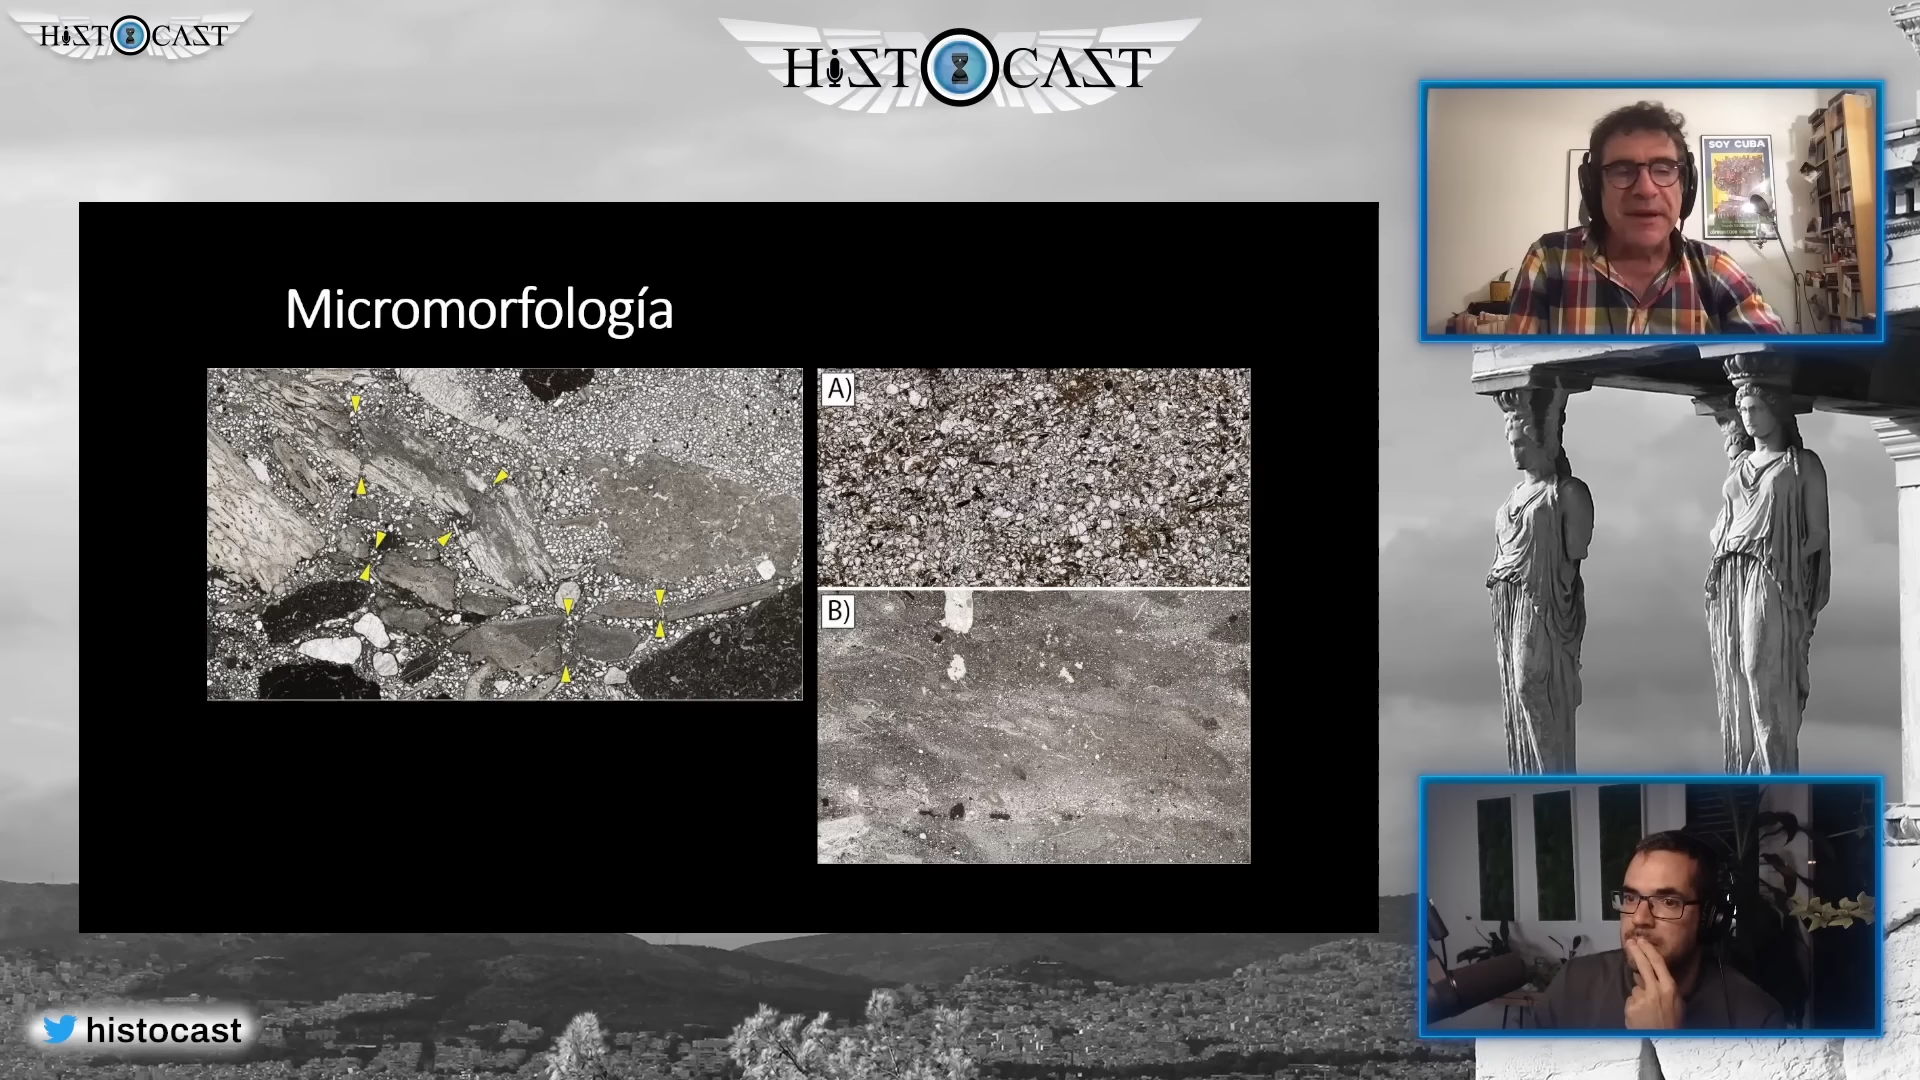 HiSTOCAST
HiSTOCAST
SOY CUBA
Micromorfología
A)
B)
histocast